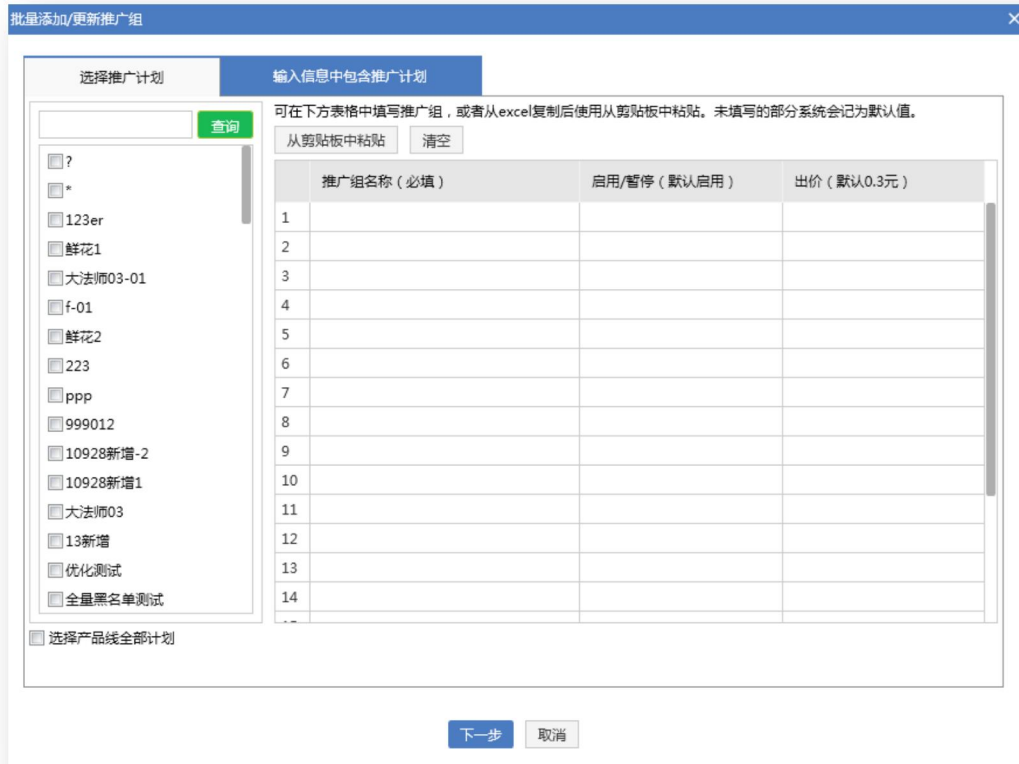 批量添加/更新推广组
选择推广计划
输入信息中包含推广计划
查询
?
*
123er
鲜花1
大法师03-01
f-01
鲜花2
223
ppp
999012
10928新增-2
10928新增1
大法师03
13新增
优化测试
全量黑名单测试
选择产品线全部计划
可在下方表格中填写推广组，或者从excel复制后使用从剪贴板中粘贴。未填写的部分系统会记为默认值。
从剪贴板中粘贴 清空
推广组名称（必填） 启用/暂停（默认启用） 出价（默认0.3元）
1
2
3
4
5
6
7
8
9
10
11
12
13
14
下一步 取消